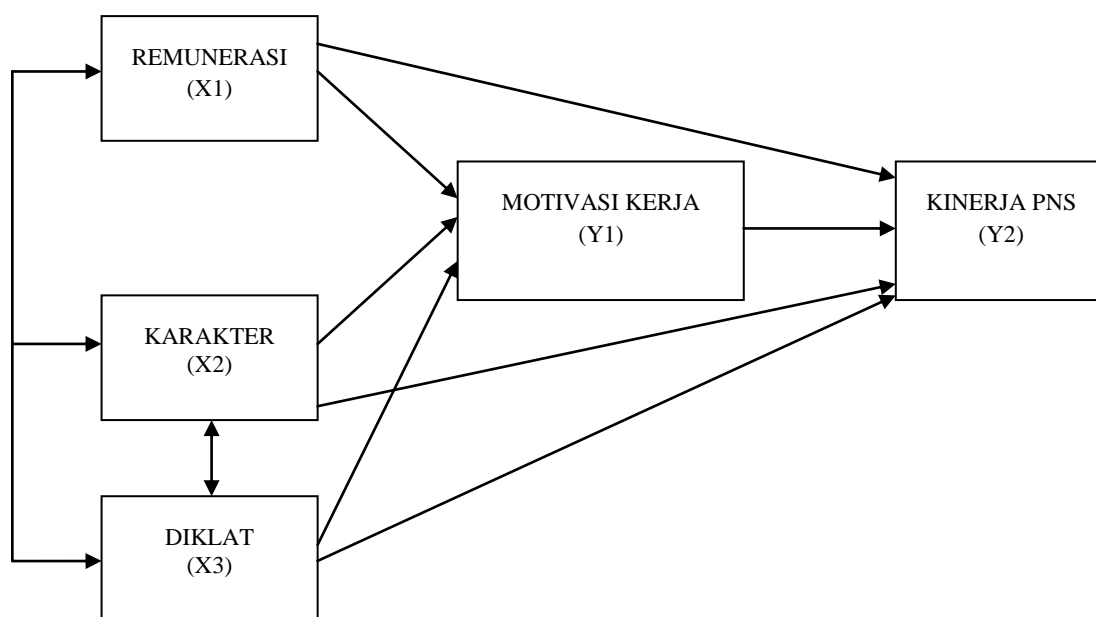 REMUNERASI
(X1)
MOTIVASI KERJA
(Y1)
KINERJA PNS
(Y2)
KARAKTER
(X2)
DIKLAT
(X3)